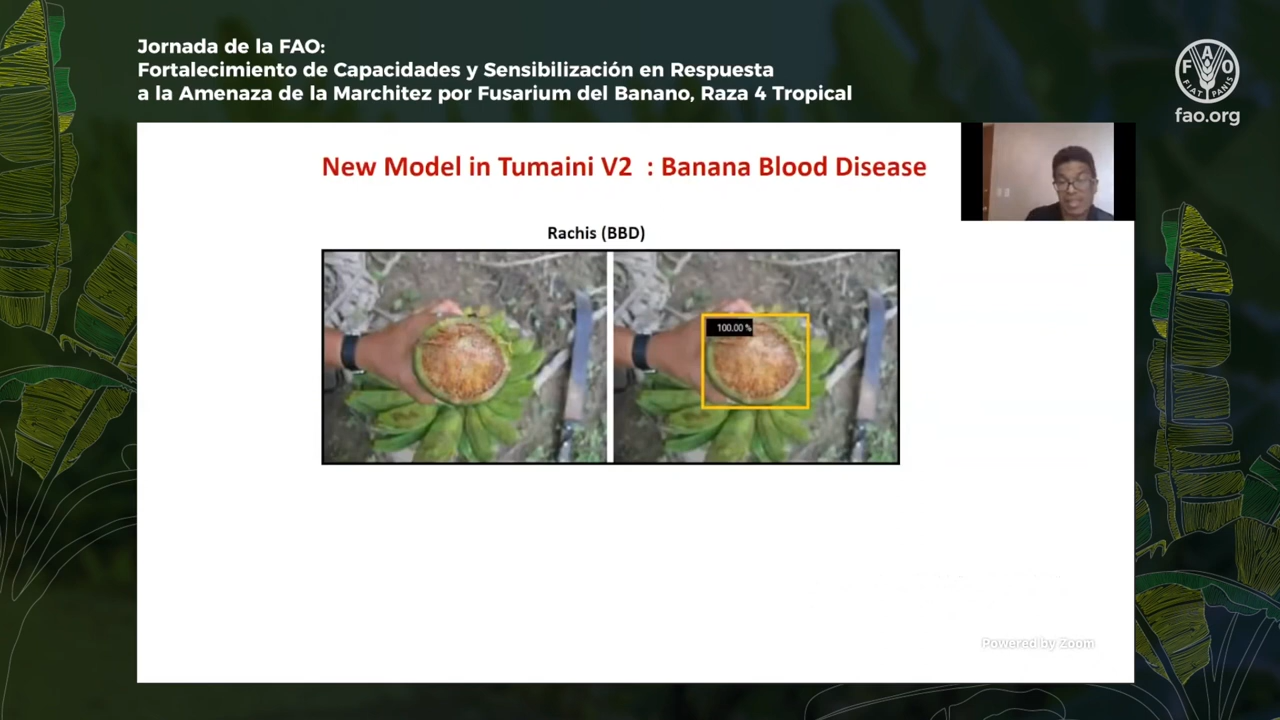 Jornada de la FAO:
Fortalecimiento de Capacidades y Sensibilización en Respuesta
a la Amenaza de la Marchitez por Fusarium del Banano, Raza 4 Tropical
F A O
FIAT PANIS
fao.org
New Model in Tumaini V2 : Banana Blood Disease
Rachis (BBD)
100.00 %
Powered by Zoom